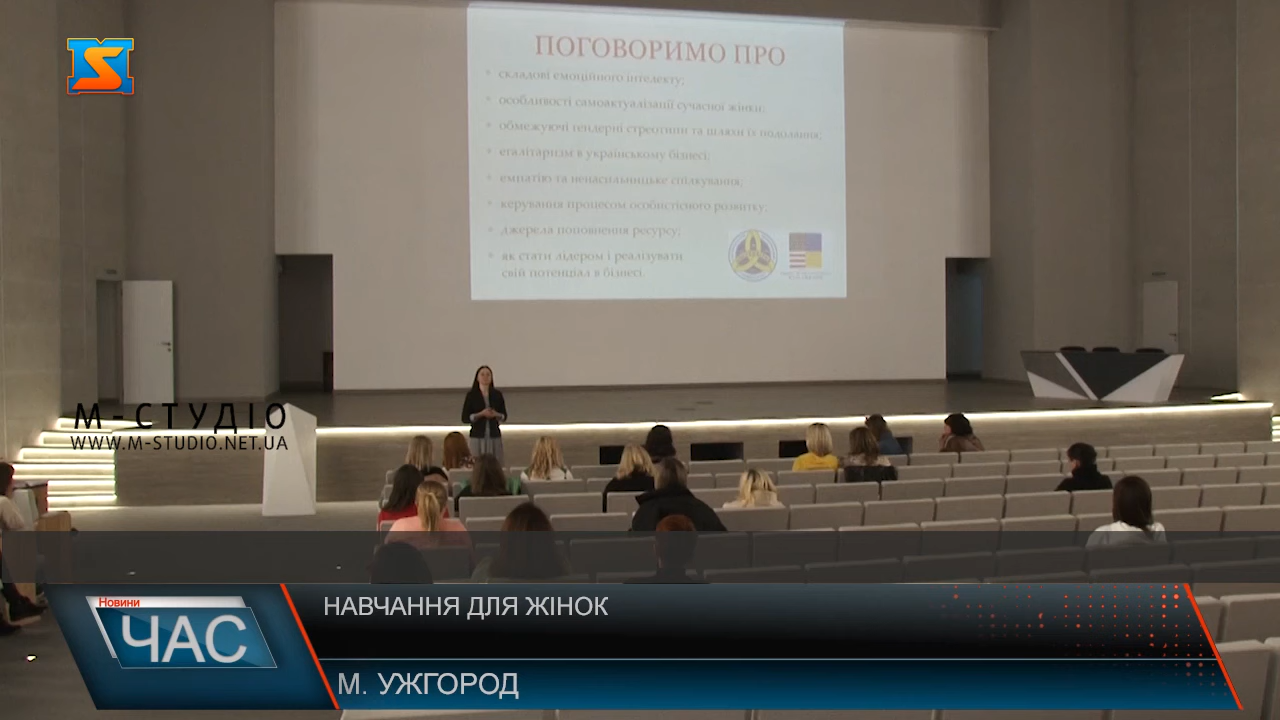 ПОГОВОРИМО ПРО
• складові емоційного інтелекту;
• особливості самоактуалізації сучасної жінки;
• обмежуючі гендерні стреотипи та шляхи їх подолання;
• егалітаризм в українському бізнесі;
• емпатію та ненасильницьке спілкування;
• керування процесом особистісного розвитку;
• джерела поповнення ресурсу;
• як стати лідером і реалізувати
свій потенціал в бізнесі.
М-СТУДІО
WWW.M-STUDIO.NET.UA
Новини
ЧАС
НАВЧАННЯ ДЛЯ ЖІНОК
М. УЖГОРОД